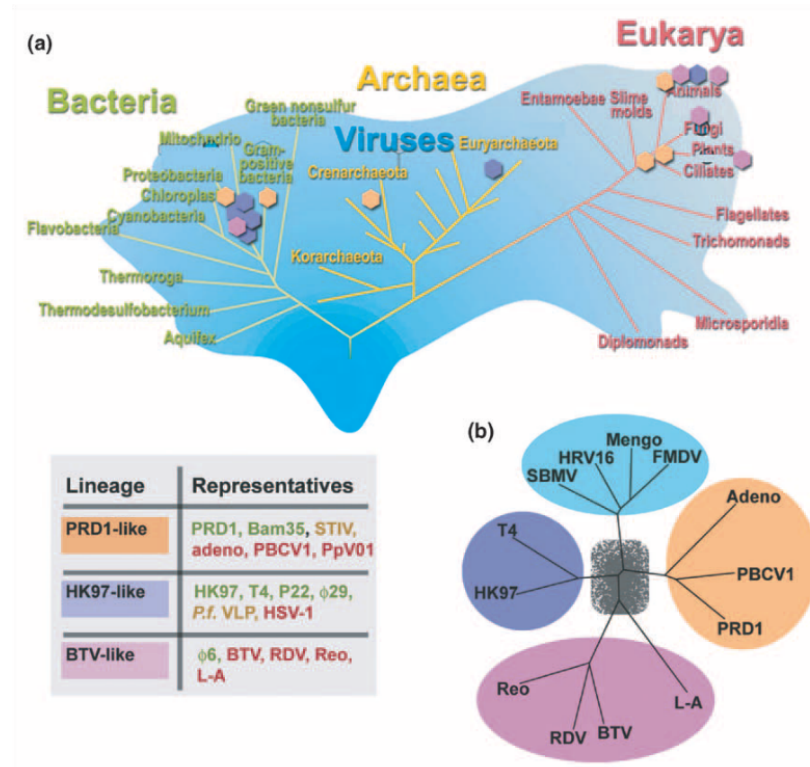 (a)
Eukarya
Archaea
Bacteria
Viruses
Green nonsulfur
bacteria
Mitochedrio
Gram-
positive
bacteria
Proteobacteria
Chloroplas
Cyanobacteria
Flavobacteria
Thermoroga
Thermodesulfobacterium
Aquifex
Euryarchaeota
Crenarchaeota
Korarchaeota
Entamoebae
Slime
molds
Animals
Fungi
Plants
Ciliates
Flagellates
Trichomonads
Microsporidia
Diplomonads
Lineage
Representatives
PRD1-like
PRD1, Bam35, STIV,
adeno, PBCV1, PpV01
HK97-like
HK97, T4, P22, ϕ29,
P.f. VLP, HSV-1
BTV-like
ϕ6, BTV, RDV, Reo,
L-A
(b)
Mengo
HRV16
FMDV
SBMV
Adeno
T4
PBCV1
HK97
PRD1
Reo
L-A
RDV
BTV